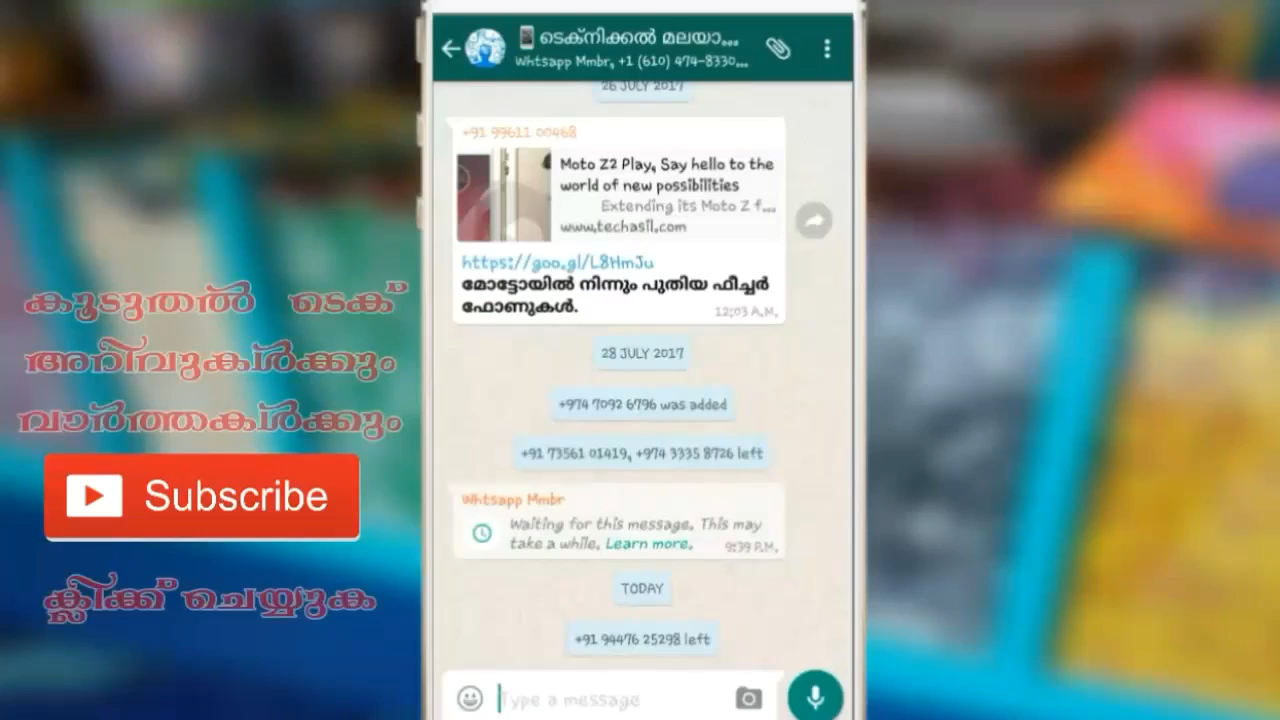 കൂടുതൽ ടെക്
അറിവുകൾക്കും
വാർത്തകൾക്കും
Subscribe
ക്ലിക്ക് ചെയ്യുക
ടെക്നിക്കൽ മലയാ...
Whtsapp Mmbr, +1 (610) 474-8330...
26 JULY 2017
+91 99611 00468
Moto Z2 Play, Say hello to the
world of new possibilities
Extending its Moto Z f...
www.techasil.com
https://goo.gl/L8HmJu
മോട്ടോയിൽ നിന്നും പുതിയ ഫീച്ചർ
ഫോണുകൾ.
12:03 A.M.
28 JULY 2017
+974 7092 6796 was added
+91 73561 01419, +974 3335 8726 left
Whtsapp Mmbr
Waiting for this message. This may
take a while. Learn more.
9:39 P.M.
TODAY
+91 94476 25298 left
Type a message